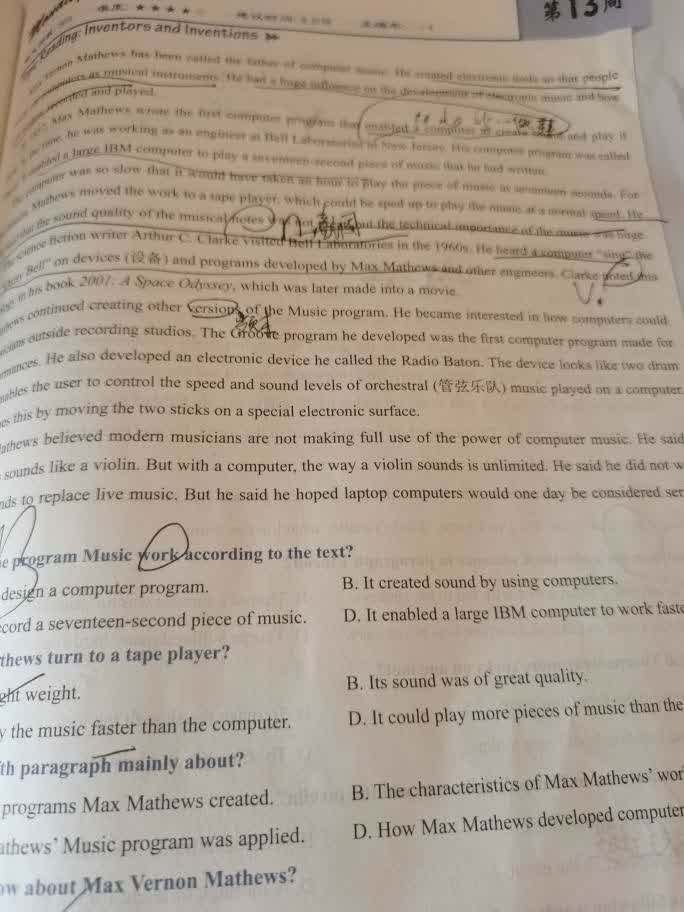 第13周
Reading: Inventors and Inventions
Vernon Mathews has been called the father of computer music. He created electronic tools so that people
as musical instruments. He had a huge influence on the development of electronic music and how
recorded and played.
Max Mathews wrote the first computer program that enabled a computer to create sound and play it
time, he was working as an engineer at Bell Laboratories in New Jersey. His computer program was called
enabled a large IBM computer to play a seventeen-second piece of music that he had written.
computer was so slow that it would have taken an hour to play the piece of music in seventeen seconds. For
Mathews moved the work to a tape player, which could be sped up to play the music at a normal speed. He
the sound quality of the musical notes but the technical importance of the music was huge.
science fiction writer Arthur C. Clarke visited Bell Laboratories in the 1960s. He heard a computer "sing" the
Bell" on devices (设备) and programs developed by Max Mathews and other engineers. Clarke noted this
in his book 2001: A Space Odyssey, which was later made into a movie.
continued creating other versions of the Music program. He became interested in how computers could
outside recording studios. The Groove program he developed was the first computer program made for
He also developed an electronic device he called the Radio Baton. The device looks like two drum
the user to control the speed and sound levels of orchestral (管弦乐队) music played on a computer.
this by moving the two sticks on a special electronic surface.
believed modern musicians are not making full use of the power of computer music. He said
sounds like a violin. But with a computer, the way a violin sounds is unlimited. He said he did not w
to replace live music. But he said he hoped laptop computers would one day be considered ser
program Music work according to the text?
design a computer program. B. It created sound by using computers.
cord a seventeen-second piece of music. D. It enabled a large IBM computer to work faste
thews turn to a tape player?
ght weight. B. Its sound was of great quality.
y the music faster than the computer. D. It could play more pieces of music than the
th paragraph mainly about?
programs Max Mathews created. B. The characteristics of Max Mathews' wor
athews' Music program was applied. D. How Max Mathews developed computer
ow about Max Vernon Mathews?